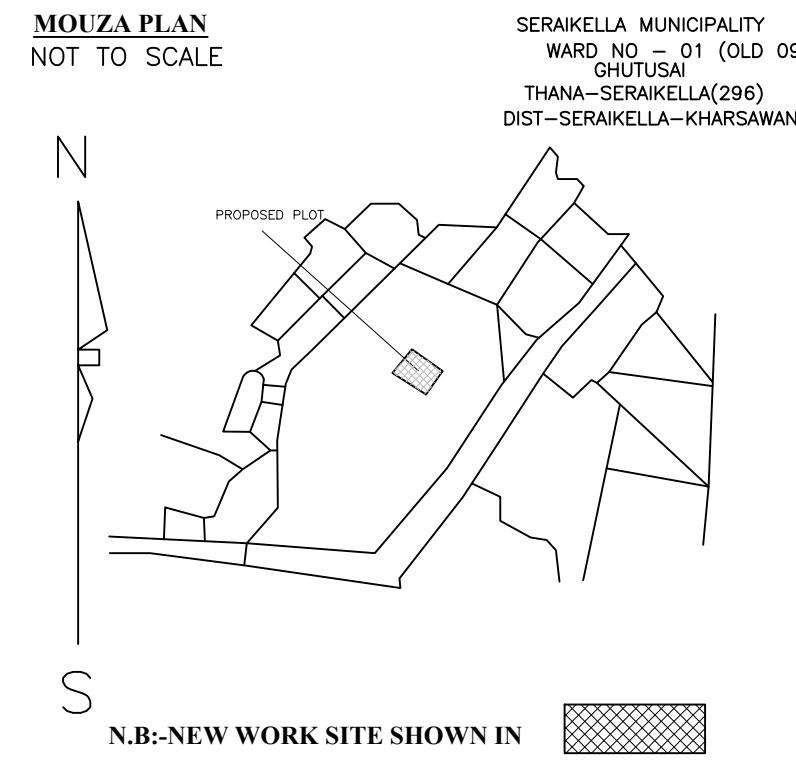 MOUZA PLAN
NOT TO SCALE
SERAIKELLA MUNICIPALITY
WARD NO - 01 (OLD 09
GHUTUSAI
THANA-SERAIKELLA(296)
DIST-SERAIKELLA-KHARSAWAN
N
PROPOSED PLOT
S
N.B:-NEW WORK SITE SHOWN IN